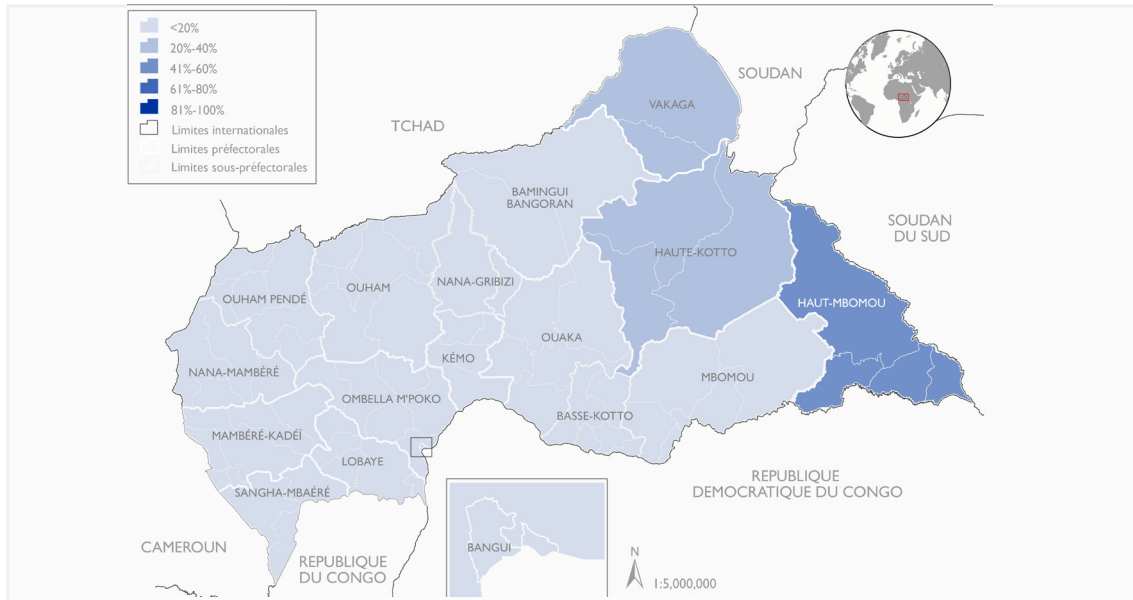 <20%
20%-40%
41%-60%
61%-80%
81%-100%
Limites internationales
Limites préfectorales
Limites sous-préfectorales
SOUDAN
TCHAD
VAKAGA
BAMINGUI
BANGORAN
SOUDAN
DU SUD
HAUTE-KOTTO
OUHAM
NANA-GRIBIZI
OUHAM PENDÉ
HAUT-MBOMOU
OUAKA
KÉMO
NANA-MAMBÉRÉ
MBOMOU
OMBELLA M'POKO
BASSE-KOTTO
MAMBÉRÉ-KADÉÏ
LOBAYE
REPUBLIQUE
DEMOCRATIQUE DU CONGO
SANGHA-MBAÉRÉ
CAMEROUN
BANGUI
REPUBLIQUE
DU CONGO
N
1:5,000,000